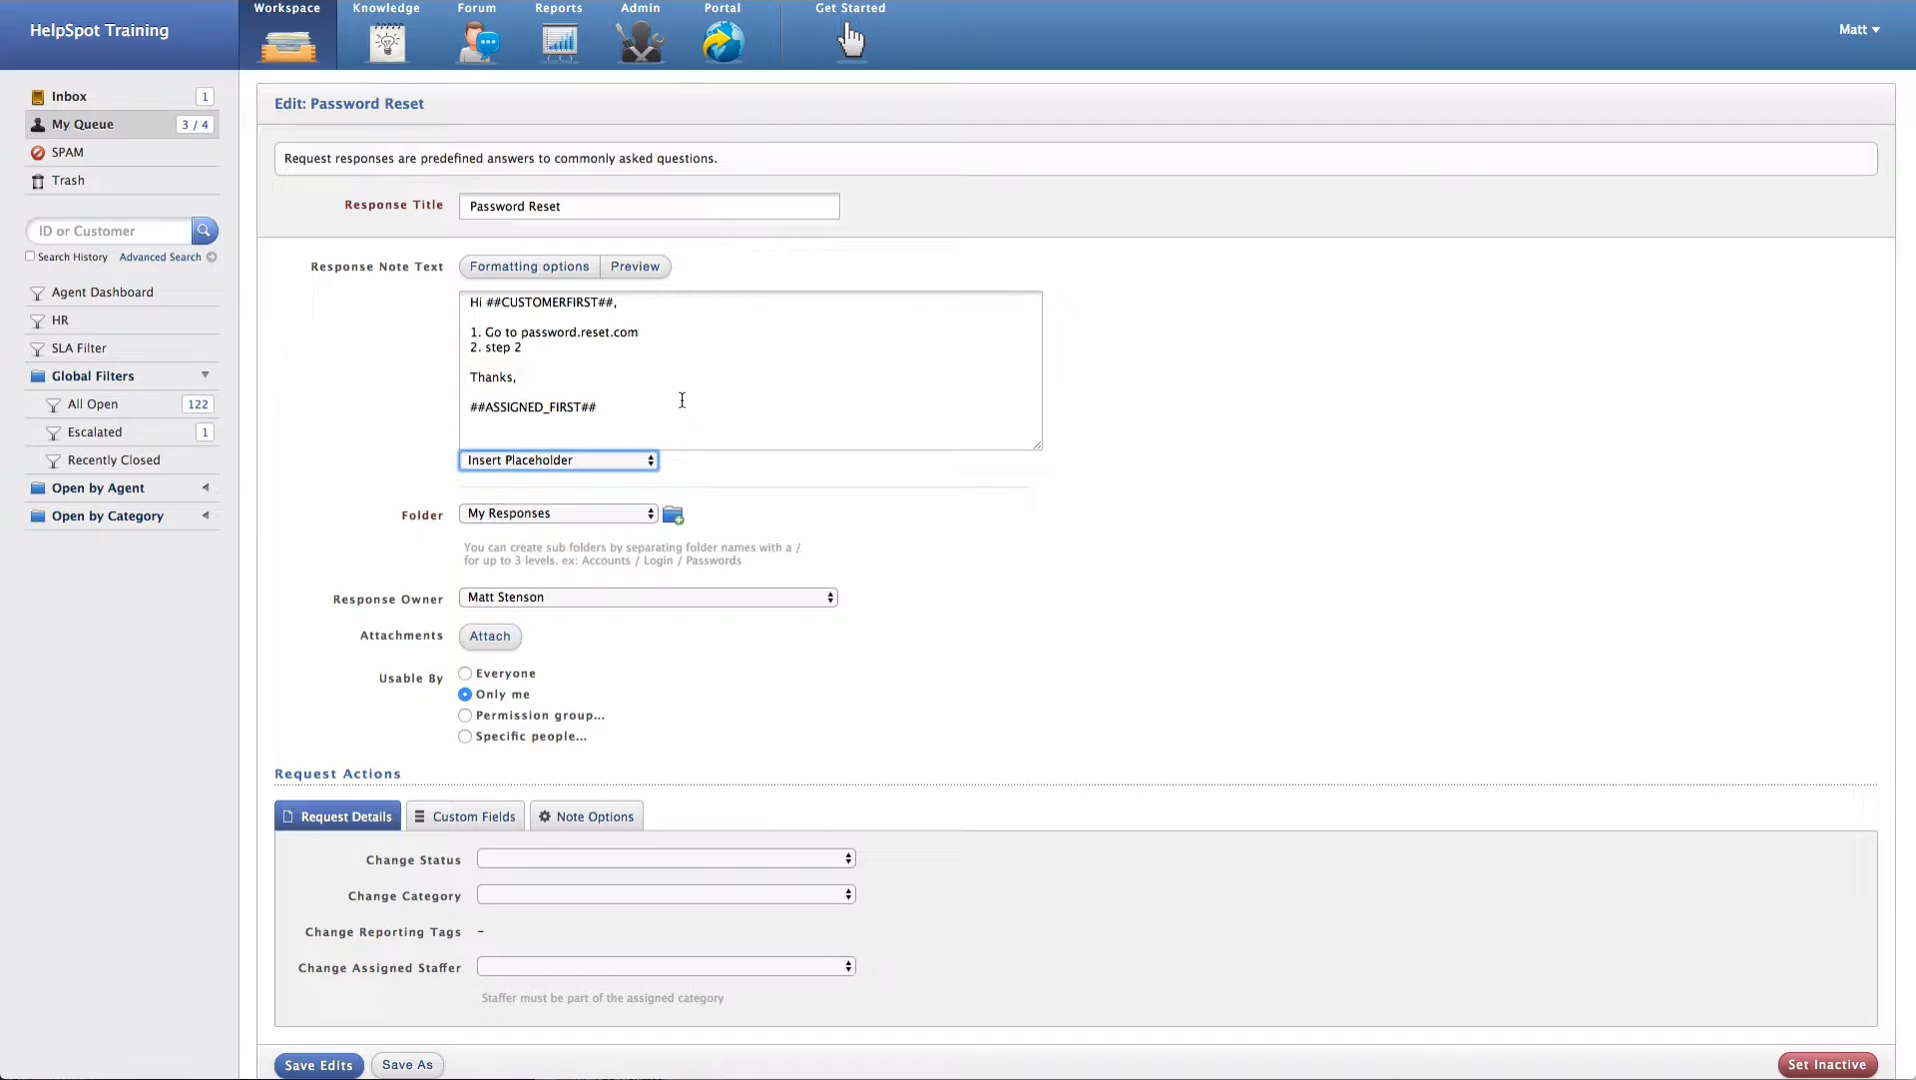 HelpSpot Training
Workspace
Knowledge
Forum
Reports
Admin
Portal
Get Started
Matt
Inbox 1
My Queue 3 / 4
SPAM
Trash
ID or Customer
Search History Advanced Search
Agent Dashboard
HR
SLA Filter
Global Filters
All Open 122
Escalated 1
Recently Closed
Open by Agent
Open by Category
Edit: Password Reset
Request responses are predefined answers to commonly asked questions.
Response Title Password Reset
Response Note Text Formatting options Preview
Hi ##CUSTOMERFIRST##,
1. Go to password.reset.com
2. step 2
Thanks,
##ASSIGNED_FIRST##
Insert Placeholder
Folder My Responses
You can create sub folders by separating folder names with a /
for up to 3 levels. ex: Accounts / Login / Passwords
Response Owner Matt Stenson
Attachments Attach
Usable By Everyone
Only me
Permission group...
Specific people...
Request Actions
Request Details Custom Fields Note Options
Change Status
Change Category
Change Reporting Tags –
Change Assigned Staffer
Staffer must be part of the assigned category
Save Edits Save As Set Inactive